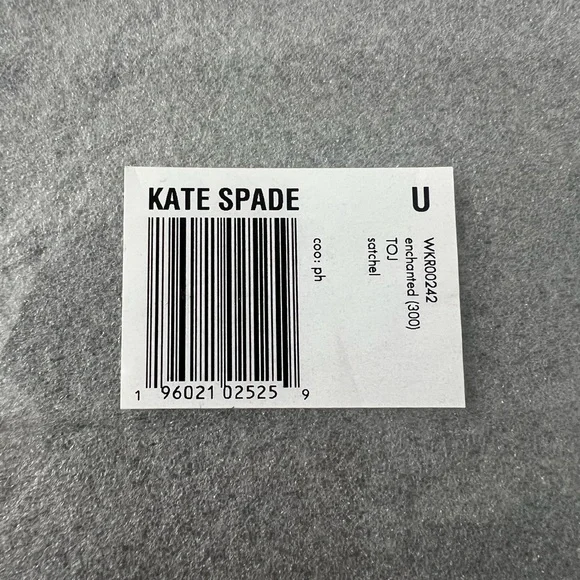 KATE SPADE
U
WKR00242
enchanted (300)
TOJ
satchel
coo: ph
1 96021 02525 9